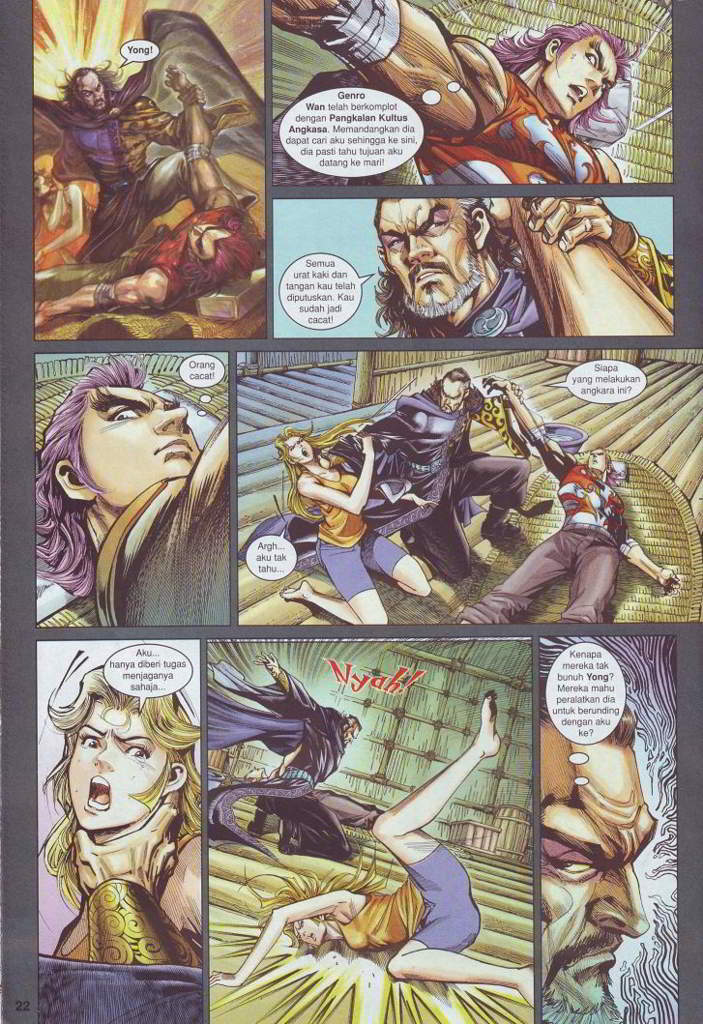 Yong!
Genro
Wan telah berkomplot
dengan Pangkalan Kultus
Angkasa. Memandangkan dia
dapat cari aku sehingga ke sini,
dia pasti tahu tujuan aku
datang ke mari!
Semua
urat kaki dan
tangan kau telah
diputuskan. Kau
sudah jadi
cacat!
Orang
cacat!
Siapa
yang melakukan
angkara ini?
Argh...
aku tak
tahu...
Aku...
hanya diberi tugas
menjaganya
sahaja...
Nyah!
Kenapa
mereka tak
bunuh Yong?
Mereka mahu
peralatkan dia
untuk berunding
dengan aku
ke?
22